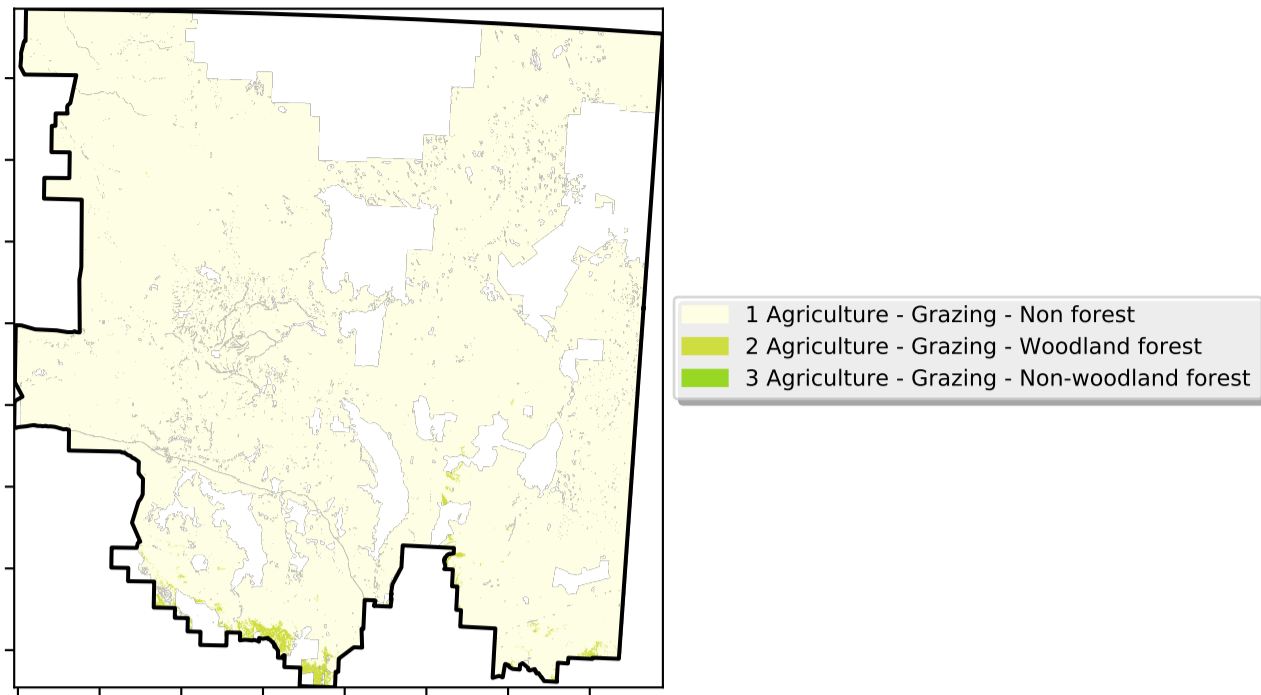 1 Agriculture - Grazing - Non forest
2 Agriculture - Grazing - Woodland forest
3 Agriculture - Grazing - Non-woodland forest